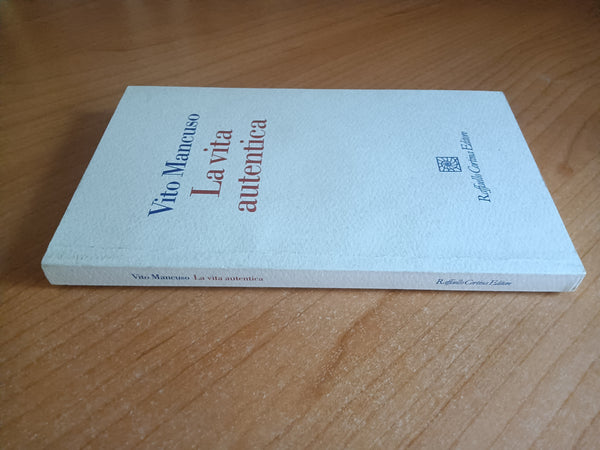 Vito Mancuso
La vita
autentica
Raffaello Cortina Editore
Vito Mancuso La vita autentica
Raffaello Cortina Editore